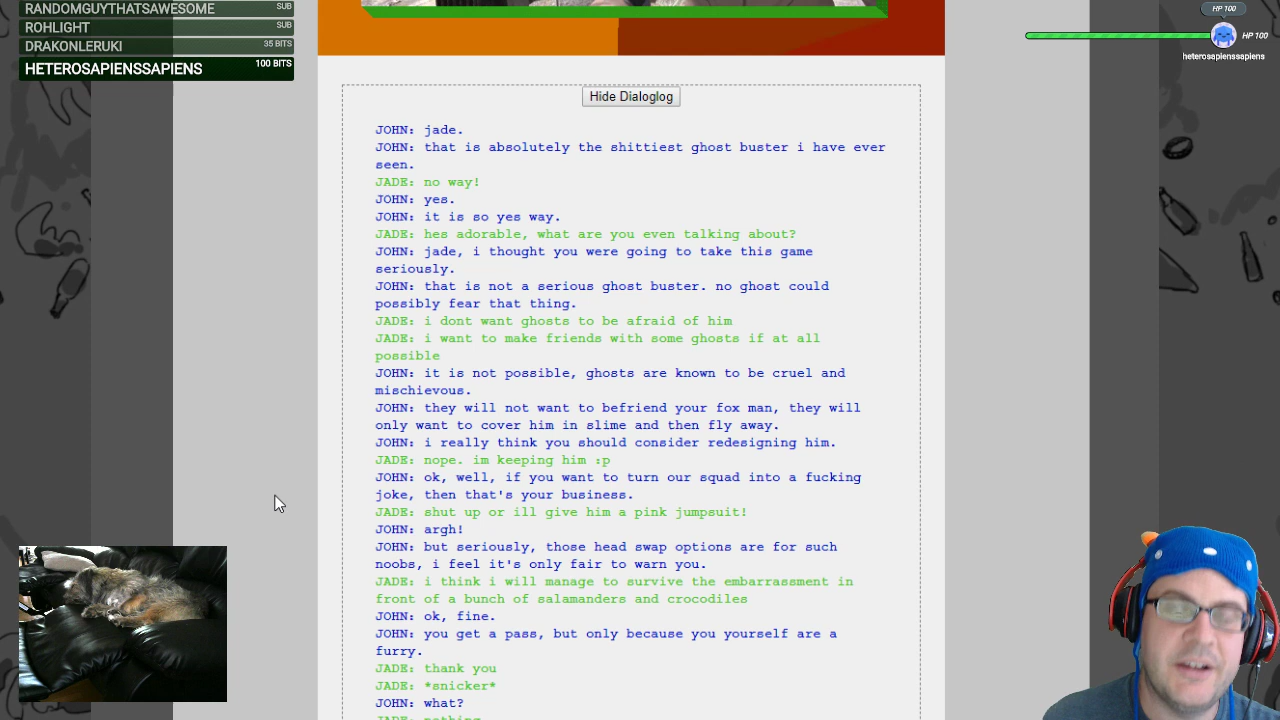 RANDOMGUYTHATSAWESOME SUB
ROHLIGHT SUB
DRAKONLERUKI 35 BITS
HETEROSAPIENSSAPIENS 100 BITS
HP 100
HP 100
heterosapienssapiens
Hide Dialoglog
JOHN: jade.
JOHN: that is absolutely the shittiest ghost buster i have ever
seen.
JADE: no way!
JOHN: yes.
JOHN: it is so yes way.
JADE: hes adorable, what are you even talking about?
JOHN: jade, i thought you were going to take this game
seriously.
JOHN: that is not a serious ghost buster. no ghost could
possibly fear that thing.
JADE: i dont want ghosts to be afraid of him
JADE: i want to make friends with some ghosts if at all
possible
JOHN: it is not possible, ghosts are known to be cruel and
mischievous.
JOHN: they will not want to befriend your fox man, they will
only want to cover him in slime and then fly away.
JOHN: i really think you should consider redesigning him.
JADE: nope. im keeping him :p
JOHN: ok, well, if you want to turn our squad into a fucking
joke, then that's your business.
JADE: shut up or ill give him a pink jumpsuit!
JOHN: argh!
JOHN: but seriously, those head swap options are for such
noobs, i feel it's only fair to warn you.
JADE: i think i will manage to survive the embarrassment in
front of a bunch of salamanders and crocodiles
JOHN: ok, fine.
JOHN: you get a pass, but only because you yourself are a
furry.
JADE: thank you
JADE: *snicker*
JOHN: what?
JADE: nothing